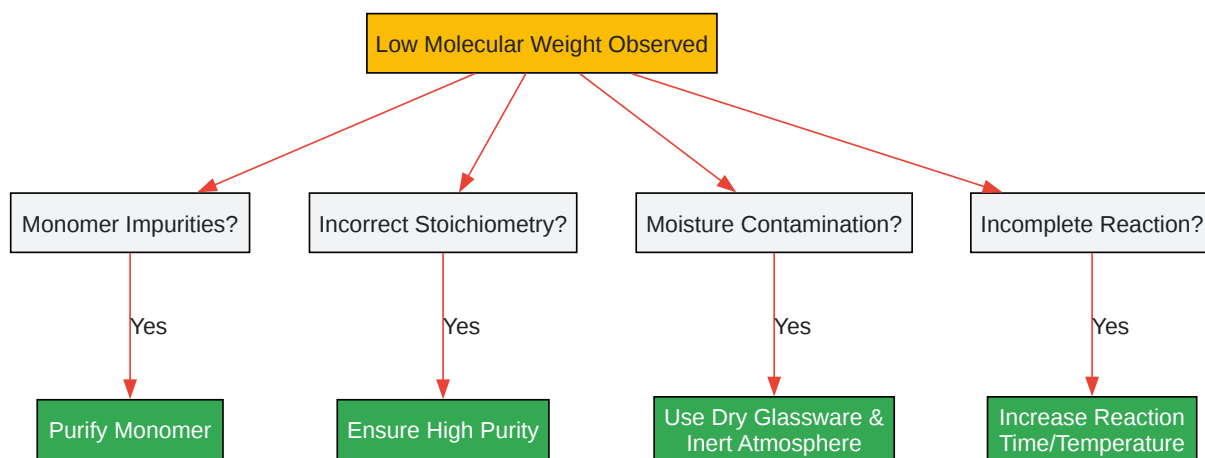 Low Molecular Weight Observed
Monomer Impurities?
Incorrect Stoichiometry?
Moisture Contamination?
Incomplete Reaction?
Yes
Yes
Yes
Yes
Purify Monomer
Ensure High Purity
Use Dry Glassware &
Inert Atmosphere
Increase Reaction
Time/Temperature